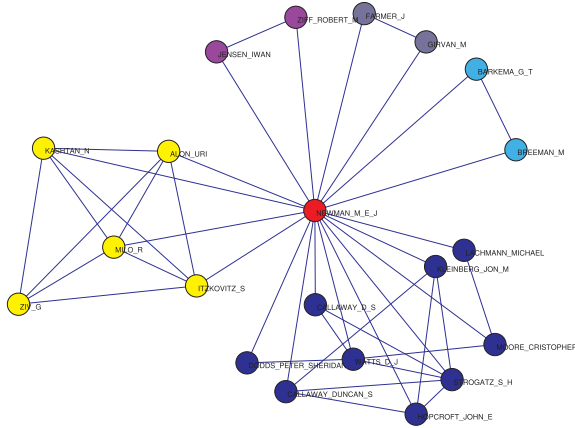 ZIFF_ROBERT_M
FARMER_J
GIRVAN_M
JENSEN_IWAN
BARKEMA_G_T
KASHTAN_N
ALON_URI
BREEMAN_M
NEWMAN_M_E_J
MILO_R
LACHMANN_MICHAEL
KLEINBERG_JON_M
ITZKOVITZ_S
ZIV_G
CALLAWAY_D_S
MOORE_CRISTOPHER
DODDS_PETER_SHERIDAN
WATTS_D_J
STROGATZ_S_H
CALLAWAY_DUNCAN_S
HOPCROFT_JOHN_E